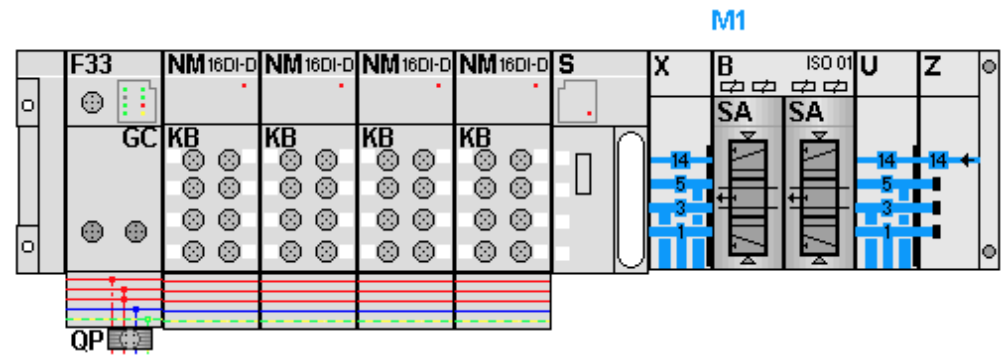 M1
F33 NM 16DI-D NM 16DI-D NM 16DI-D NM 16DI-D S X B ISO 01 U Z
SA SA
GC KB KB KB KB
14 14 14
5 5
3 3
1 1
QP